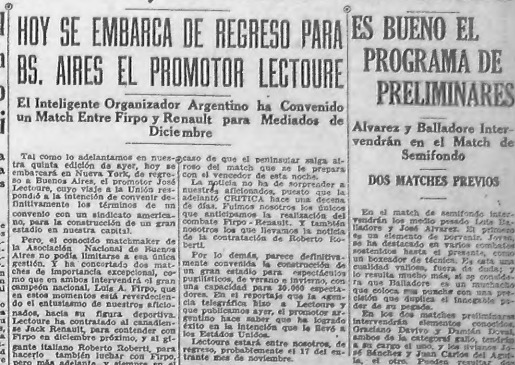 HOY SE EMBARCA DE REGRESO PARA
BS. AIRES EL PROMOTOR LECTOURE
El Inteligente Organizador Argentino ha Convenido
un Match Entre Firpo y Renault para Mediados de
Diciembre
Tal como lo adelantamos en nues-
tra quinta edición de ayer, hoy se
embarcará en Nueva York, de regre-
so a Buenos Aires, el promotor José
Lectoure, cuyo viaje a la Unión respo-
ndió a la intención de convenir de-
finitivamente los términos de un
convenio con un sindicato america-
no, para la construcción de un gran
estadio en nuestra capital.
Pero, el conocido matchmaker de
la Asociación Nacional de Buenos
Aires no podía limitarse a esa única
gestión. Y ha concertado dos mat-
ches de importancia excepcional, co-
mo que en ambos intervendrá el gran
campeón nacional, Luis A. Firpo, que
en estos momentos está reverdecien-
do el entusiasmo de nuestros aficio-
nados, hacia su figura deportiva.
Lectoure ha contratado al canadien-
se Jack Renault, para contender con
Firpo en diciembre próximo, y al gi-
gante italiano Roberto Roberti, para
hacerlo también luchar con Firpo,
pero más adelante, y siempre en el
caso de que el peninsular salga ai-
roso del match que se le prepara
con el vencedor de esta noche.
La noticia no ha de sorprender a
nuestros aficionados, puesto que la
adelantó CRITICA hace una decena
de días. Fuimos nosotros los únicos
que anticipamos la realización del
combate Firpo - Renault. Y también
nosotros los que llevamos la noticia
de la contratación de Roberto Ro-
berti.
Por lo demás, parece definitiva-
mente convenida la construcción de
un gran estadio para espectáculos
pugilísticos, de verano e invierno, con
una capacidad para 30.000 especta-
dores. En el reportaje que la agen-
cia telegráfica hizo a Lectoure y
que publicamos ayer, el promotor ar-
gentino hace saber que ha logrado
éxito en la intención que le llevó a
los Estados Unidos.
Lectoure estará entre nosotros, de
regreso, probablemente el 17 del en-
trante mes de noviembre.
ES BUENO EL
PROGRAMA DE
PRELIMINARES
Alvarez y Balladore Inter-
vendrán en el Match de
Semifondo
DOS MATCHES PREVIOS
En el match de semifondo inter-
vendrán los medio pesado Luis
y José Alvarez. El primero
es un elemento de porvenir. Joven,
se ha destacado en varios combates
sostenidos hasta el presente, como
un boxeador de técnica. Es esta una
cualidad valiosa, fuera de duda; y
lo resulta mucho más, si se conside-
ra que Balladore es un muchacho
que coloca sus puños con una pre-
cisión que duplica el innegable po-
der de su pegada.
En los dos matches preliminares
intervendrán elementos conocidos.
Graciano Davico y Damián Doval,
ambos de la categoría gallo, tendrán
a su cargo el uno, y los livianos
Sánchez y Juan Carlos del Agui-
la, el otro. Pueden resultar dos